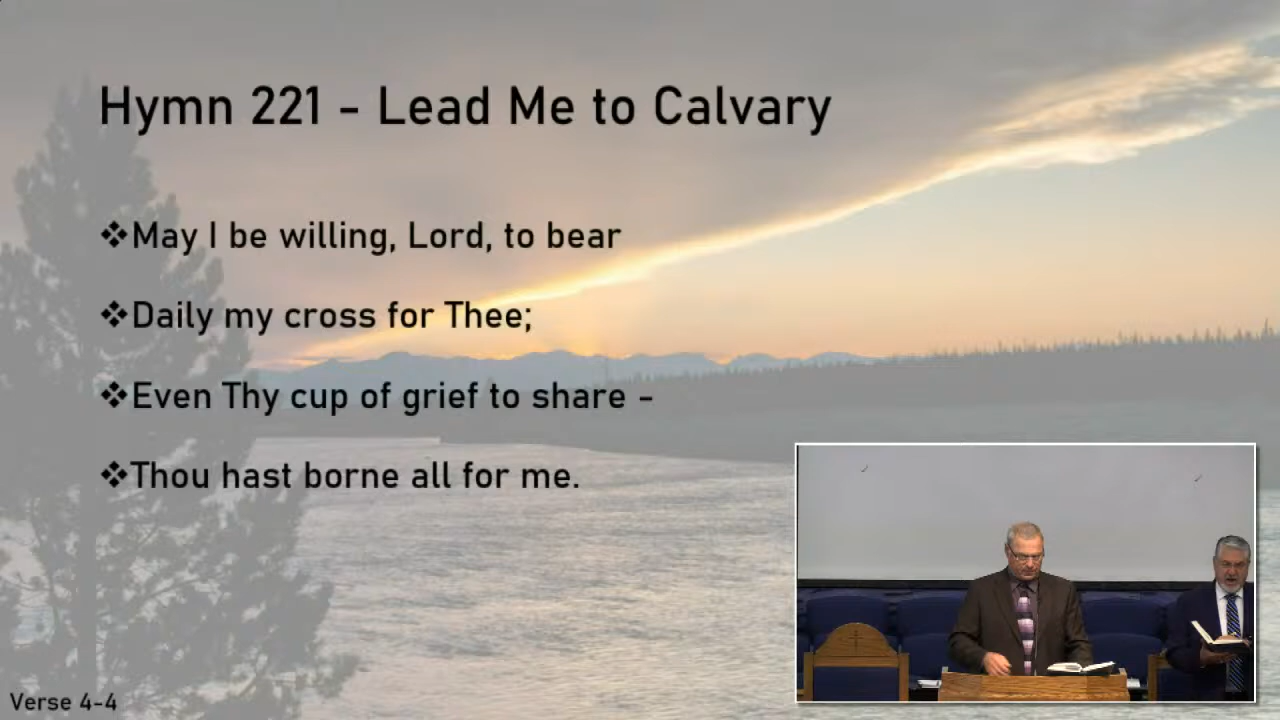 Hymn 221 - Lead Me to Calvary
❖May I be willing, Lord, to bear
❖Daily my cross for Thee;
❖Even Thy cup of grief to share -
❖Thou hast borne all for me.
Verse 4-4